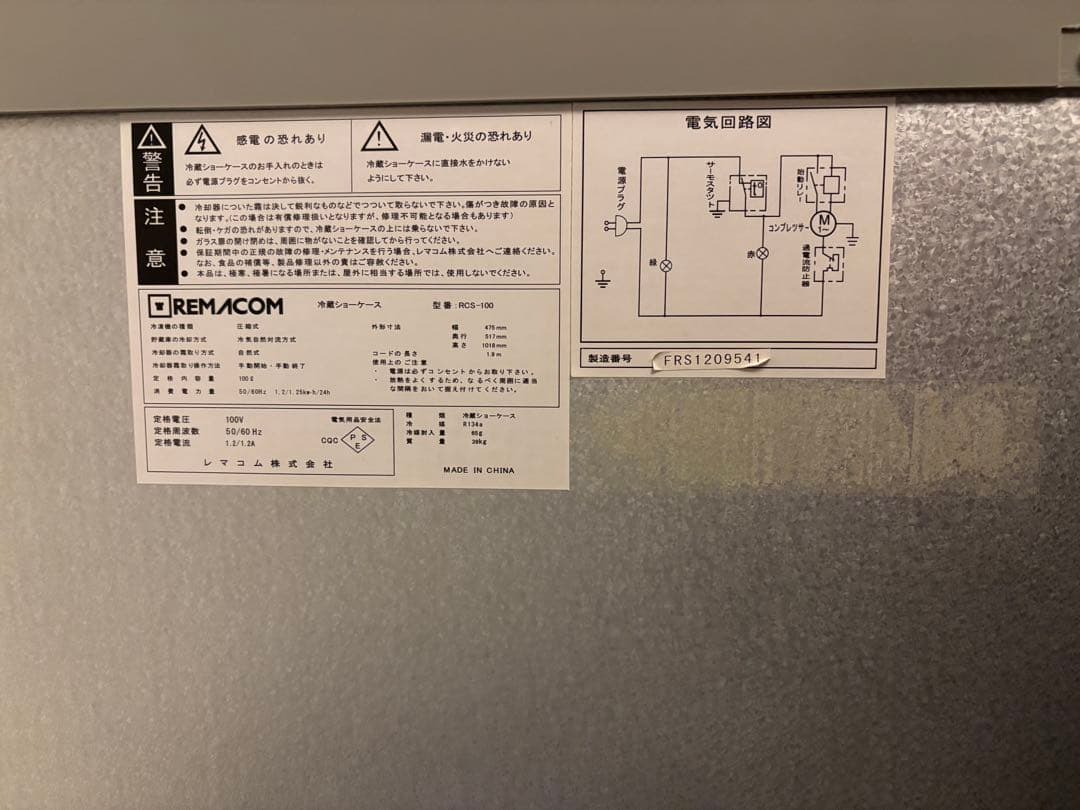 警告
感電の恐れあり
冷蔵ショーケースのお手入れのときは
必ず電源プラグをコンセントから抜く。
漏電・火災の恐れあり
冷蔵ショーケースに直接水をかけない
ようにして下さい。
注意
● 冷却器についた霜は決して鋭利なものなどでつついて取らないで下さい。傷がつき故障の原因と
なります。(この場合は有償修理扱いとなりますが、修理不可能となる場合もあります)
● 転倒・ケガの恐れがありますので、冷蔵ショーケースの上には乗らないで下さい。
● ガラス扉の開け閉めは、周囲に物がないことを確認してから行ってください。
● 保証期間中の正規の故障の修理・メンテナンスを行う場合、レマコム株式会社へご連絡ください。
なお、食品の補償等、製品修理以外の責はご容赦ください。
● 本品は、極寒、極暑になる場所または、屋外に相当する場所では、使用しないでください。
REMACOM
冷蔵ショーケース
型番:RCS-100
冷凍機の種類 圧縮式
貯蔵庫の冷却方式 冷気自然対流方式
冷却器の霜取り方式 自然式
冷却器霜取り操作方法 手動開始・手動終了
定格内容量 100ℓ
消費電力量 50/60Hz 1.2/1.25kw·h/24h
外形寸法 幅 475mm
奥行 517mm
高さ 1018mm
コードの長さ 1.9m
使用上のご注意
・ 電源は必ずコンセントからお取り下さい。
・ 放熱をよくするため、なるべく周囲に適当
な間隔をおいて据え付けてください。
定格電圧 100V
定格周波数 50/60Hz
定格電流 1.2/1.2A
電気用品安全法
CQC
PSE
レマコム株式会社
種類 冷蔵ショーケース
冷媒 R134a
冷媒封入量 65g
質量 39kg
MADE IN CHINA
電気回路図
電源プラグ
サーモスタット
始動リレー
コンプレッサー
M
1~
過電流防止器
緑
赤
製造番号 FRS1209541